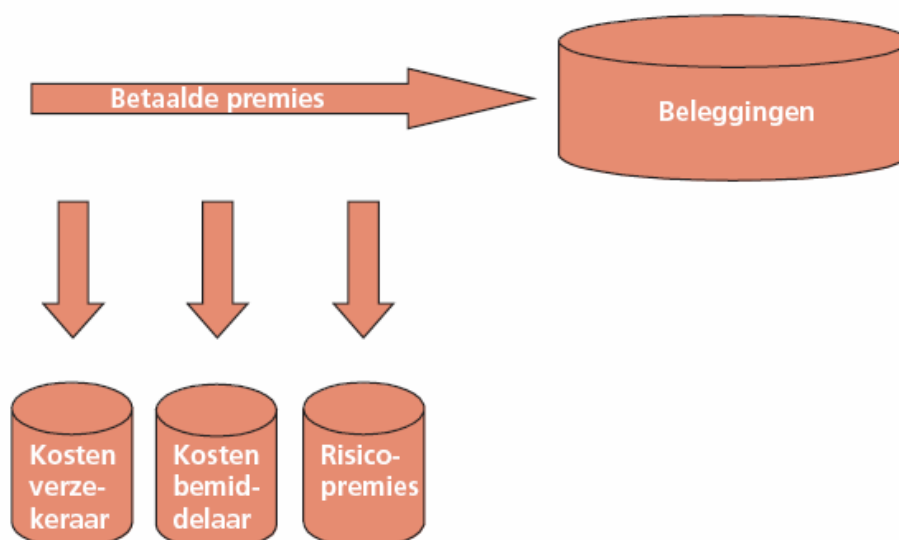 Betaalde premies
Beleggingen
Kosten
verze-
keraar
Kosten
bemid-
delaar
Risico-
premies